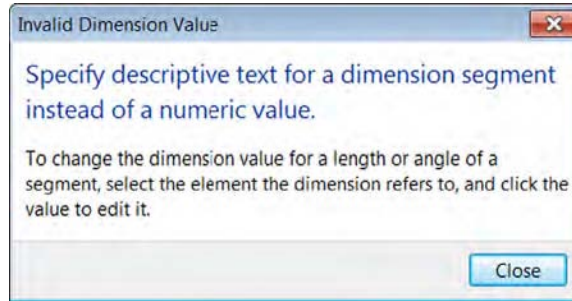 Invalid Dimension Value
Specify descriptive text for a dimension segment
instead of a numeric value.
To change the dimension value for a length or angle of a
segment, select the element the dimension refers to, and click the
value to edit it.
Close